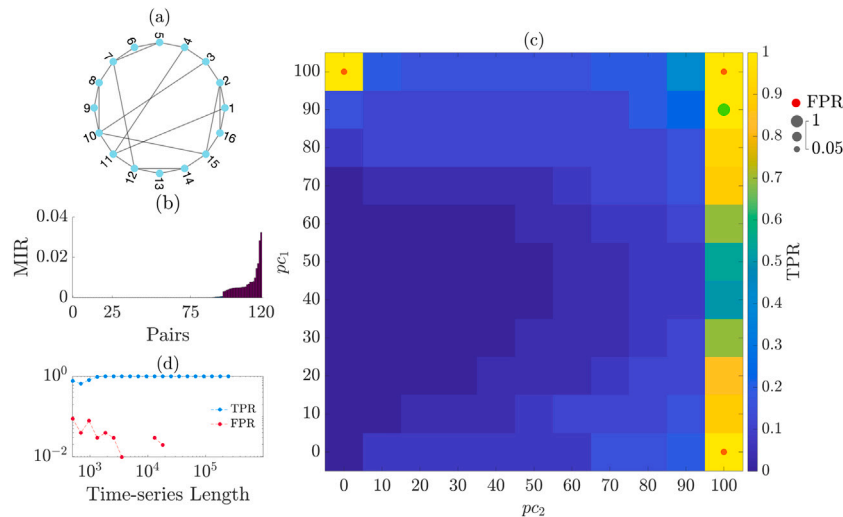 (a)
5
4
3
2
1
16
15
14
13
12
11
10
9
8
7
6
(b)
MIR
0.04
0.02
0
0 25 75 120
Pairs
(d)
10^0
10^-2
TPR
FPR
10^3 10^4 10^5
Time-series Length
(c)
pc1
100
90
80
70
60
50
40
30
20
10
0
0 10 20 30 40 50 60 70 80 90 100
pc2
1
0.9
0.8
0.7
0.6
0.5
0.4
0.3
0.2
0.1
0
TPR
FPR
1
0.05